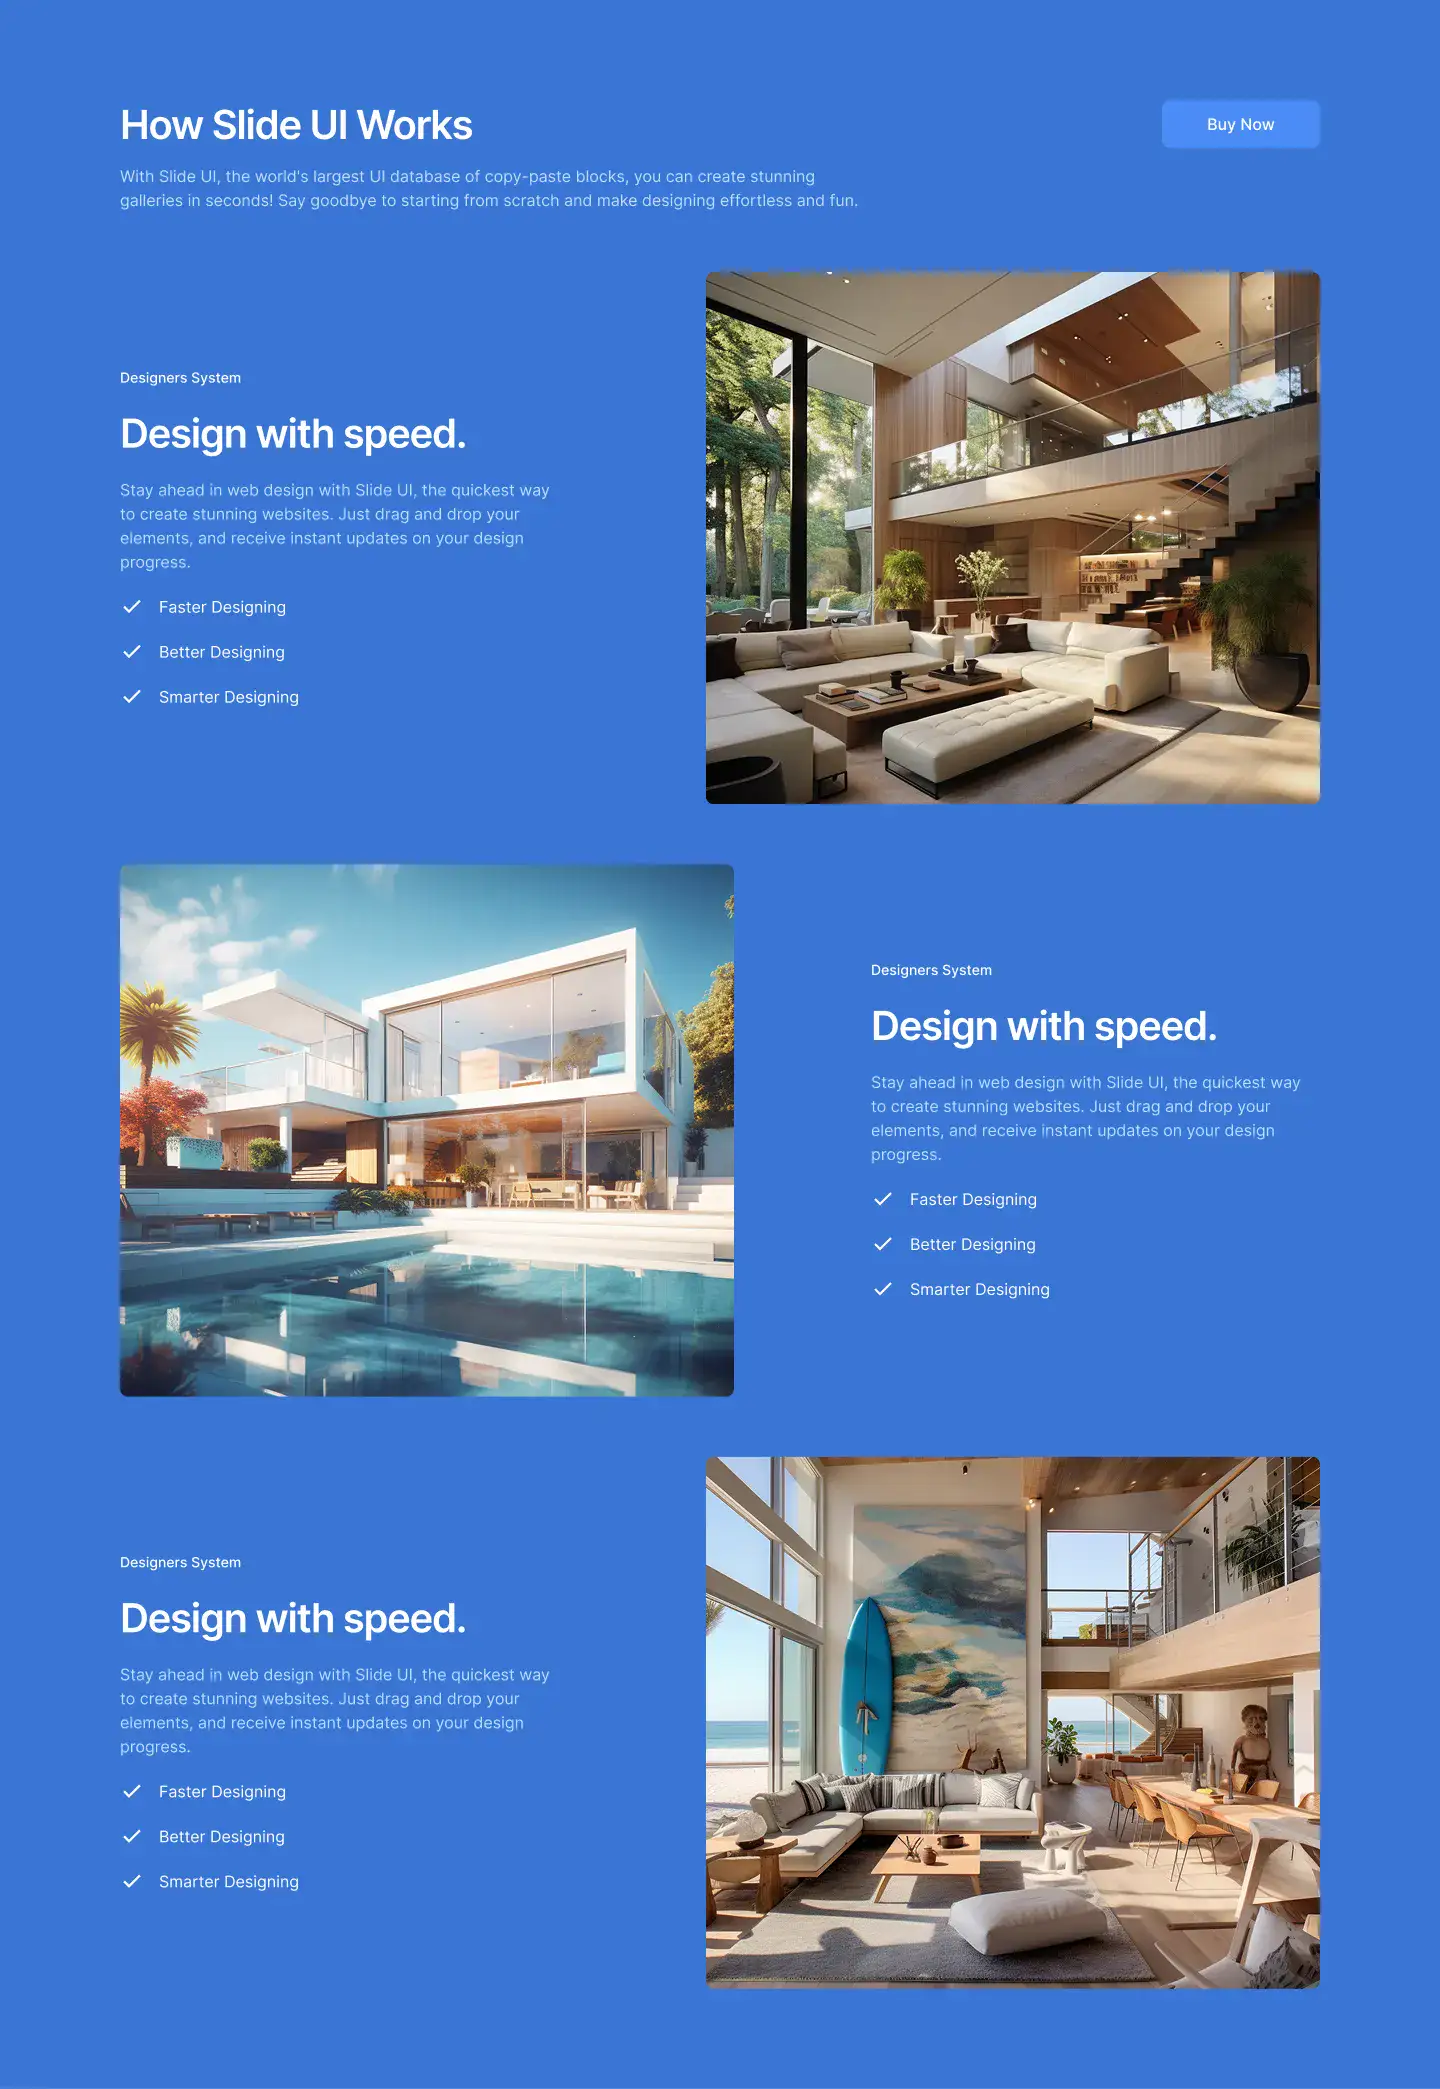 How Slide UI Works
Buy Now
With Slide UI, the world's largest UI database of copy-paste blocks, you can create stunning
galleries in seconds! Say goodbye to starting from scratch and make designing effortless and fun.
Designers System
Design with speed.
Stay ahead in web design with Slide UI, the quickest way
to create stunning websites. Just drag and drop your
elements, and receive instant updates on your design
progress.
Faster Designing
Better Designing
Smarter Designing
Designers System
Design with speed.
Stay ahead in web design with Slide UI, the quickest way
to create stunning websites. Just drag and drop your
elements, and receive instant updates on your design
progress.
Faster Designing
Better Designing
Smarter Designing
Designers System
Design with speed.
Stay ahead in web design with Slide UI, the quickest way
to create stunning websites. Just drag and drop your
elements, and receive instant updates on your design
progress.
Faster Designing
Better Designing
Smarter Designing